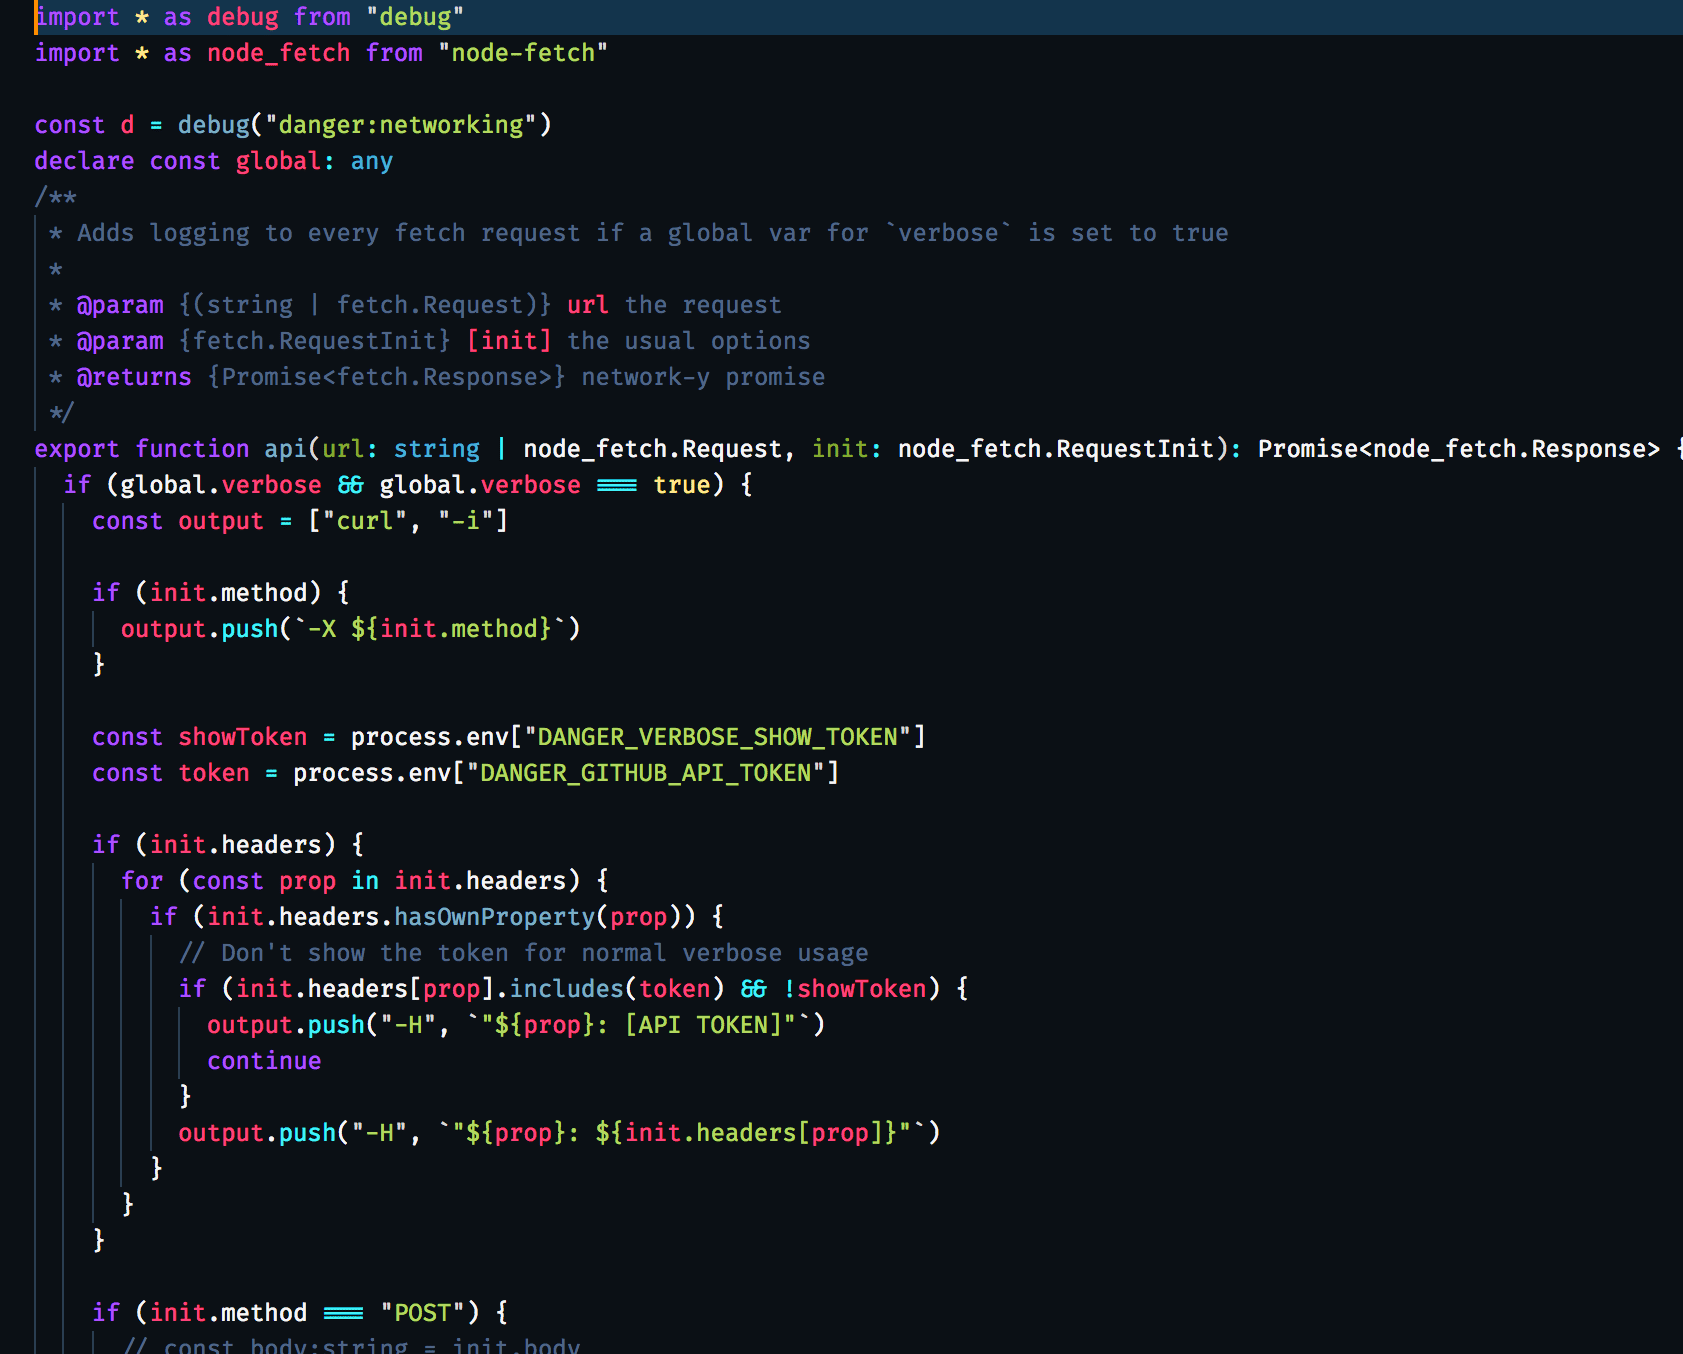 import * as debug from "debug"
import * as node_fetch from "node-fetch"
const d = debug("danger:networking")
declare const global: any
/**
* Adds logging to every fetch request if a global var for `verbose` is set to true
*
* @param {(string | fetch.Request)} url the request
* @param {fetch.RequestInit} [init] the usual options
* @returns {Promise<fetch.Response>} network-y promise
*/
export function api(url: string | node_fetch.Request, init: node_fetch.RequestInit): Promise<node_fetch.Response> {
if (global.verbose && global.verbose === true) {
const output = ["curl", "-i"]
if (init.method) {
output.push(`-X ${init.method}`)
}
const showToken = process.env["DANGER_VERBOSE_SHOW_TOKEN"]
const token = process.env["DANGER_GITHUB_API_TOKEN"]
if (init.headers) {
for (const prop in init.headers) {
if (init.headers.hasOwnProperty(prop)) {
// Don't show the token for normal verbose usage
if (init.headers[prop].includes(token) && !showToken) {
output.push("-H", `"${prop}: [API TOKEN]"`)
continue
}
output.push("-H", `"${prop}: ${init.headers[prop]}"`)
}
}
}
if (init.method === "POST") {
// const body:string = init.body